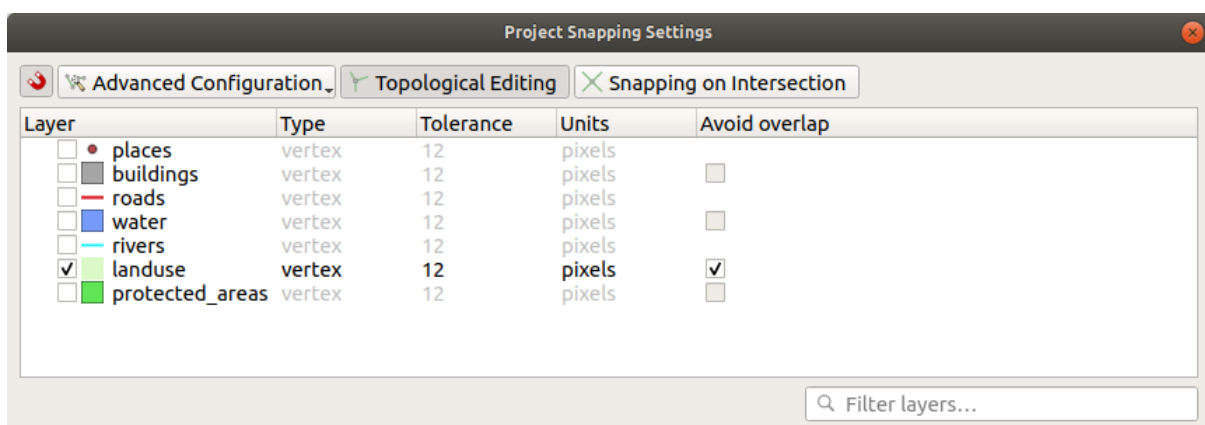 Project Snapping Settings
Advanced Configuration Topological Editing Snapping on Intersection
Layer Type Tolerance Units Avoid overlap
places vertex 12 pixels
buildings vertex 12 pixels
roads vertex 12 pixels
water vertex 12 pixels
rivers vertex 12 pixels
landuse vertex 12 pixels
protected_areas vertex 12 pixels
Filter layers...